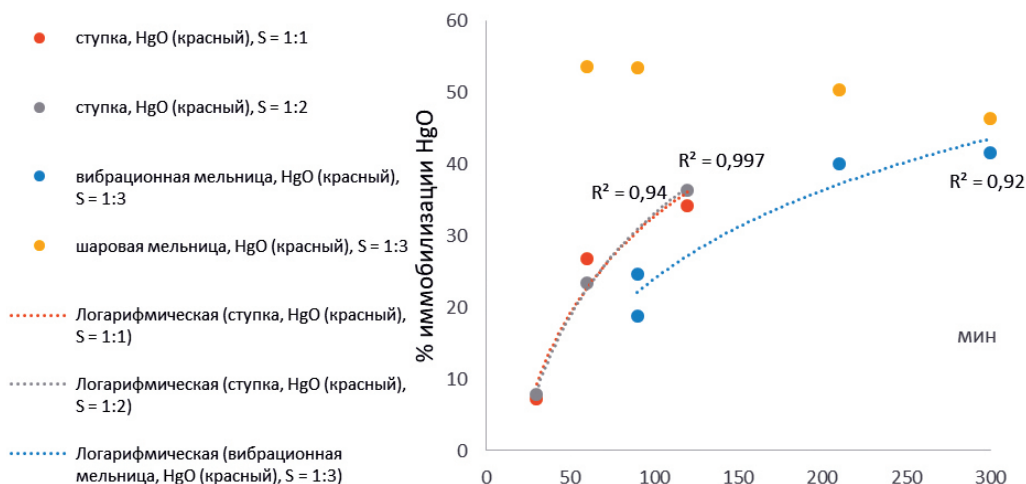 ступка, HgO (красный), S = 1:1
ступка, HgO (красный), S = 1:2
вибрационная мельница, HgO (красный),
S = 1:3
шаровая мельница, HgO (красный), S = 1:3
Логарифмическая (ступка, HgO (красный),
S = 1:1)
Логарифмическая (ступка, HgO (красный),
S = 1:2)
Логарифмическая (вибрационная
мельница, HgO (красный), S = 1:3)
% иммобилизации HgO
60
50
40
30
20
10
0
R² = 0,997
R² = 0,94
R² = 0,92
мин
0 50 100 150 200 250 300